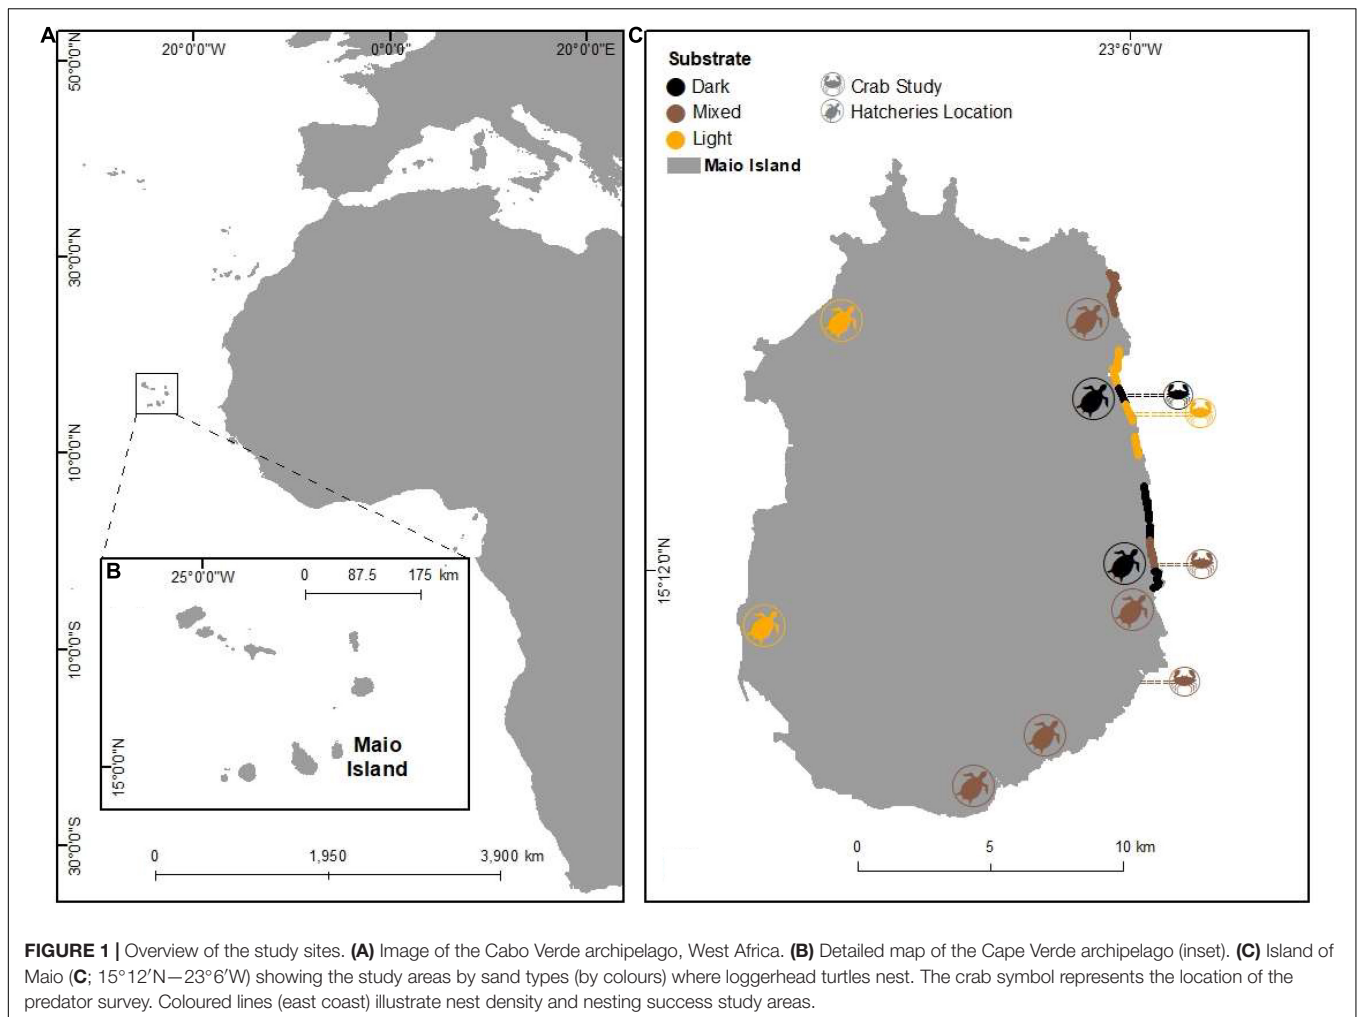 A
20°0'0"W
0°0'0"
20°0'0"E
50°0'0"N
30°0'0"N
10°0'0"N
10°0'0"S
30°0'0"S
B
25°0'0"W
0 87.5 175 km
15°0'0"N
Maio
Island
0 1,950 3,900 km
C
23°6'0"W
Substrate
Dark
Mixed
Light
Maio Island
Crab Study
Hatcheries Location
15°12'0"N
0 5 10 km
FIGURE 1 | Overview of the study sites. (A) Image of the Cabo Verde archipelago, West Africa. (B) Detailed map of the Cape Verde archipelago (inset). (C) Island of
Maio (C; 15°12′N—23°6′W) showing the study areas by sand types (by colours) where loggerhead turtles nest. The crab symbol represents the location of the
predator survey. Coloured lines (east coast) illustrate nest density and nesting success study areas.